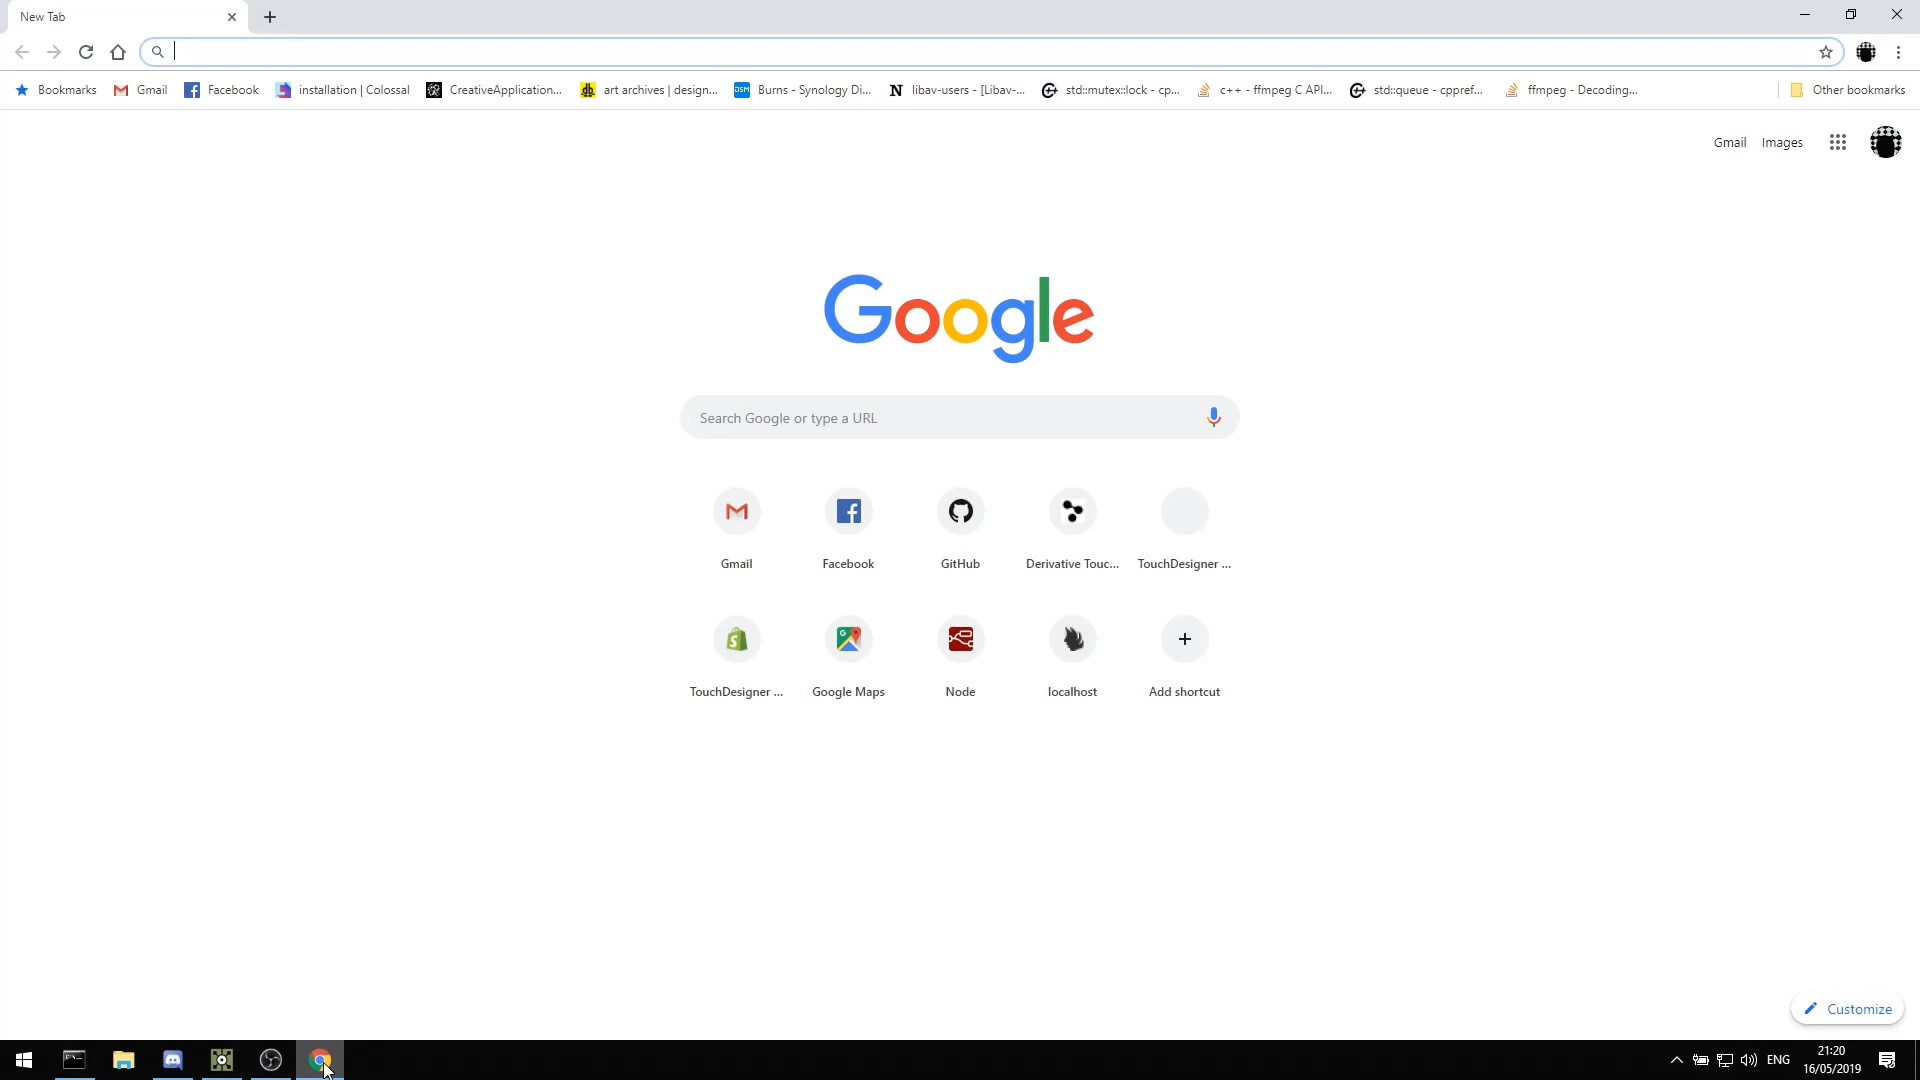 New Tab
Bookmarks Gmail Facebook installation | Colossal CreativeApplication... art archives | design... Burns - Synology Di... libav-users - [Libav-... std::mutex::lock - cp... c++ - ffmpeg C API... std::queue - cppref... ffmpeg - Decoding... Other bookmarks
Gmail Images
Google
Search Google or type a URL
Gmail Facebook GitHub Derivative Touc... TouchDesigner ...
TouchDesigner ... Google Maps Node localhost Add shortcut
Customize
ENG 21:20
16/05/2019